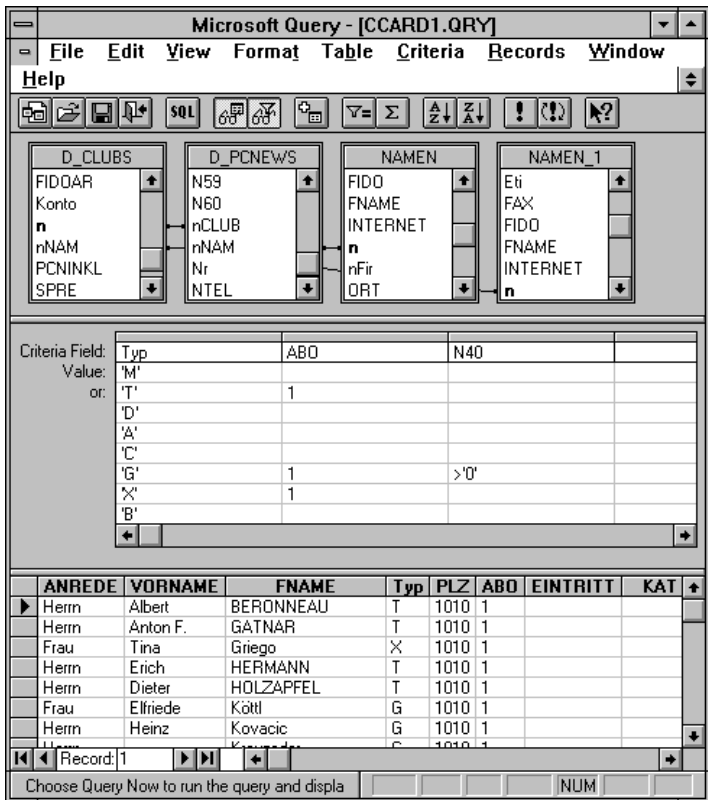 Microsoft Query - [CCARD1.QRY]
File Edit View Format Table Criteria Records Window
Help
SQL
D_CLUBS D_PCNEWS NAMEN NAMEN_1
FIDOAR N59 FIDO Eti
Konto N60 FNAME FAX
n nCLUB INTERNET FIDO
nNAM nNAM n FNAME
PCNINKL Nr nFir INTERNET
SPRE NTEL ORT n
Criteria Field: Typ ABO N40
Value: 'M'
or: 'T' 1
'D'
'A'
'C'
'G' 1 >'0'
'X' 1
'B'
ANREDE VORNAME FNAME Typ PLZ ABO EINTRITT KAT
Herrn Albert BERONNEAU T 1010 1
Herrn Anton F. GATNAR T 1010 1
Frau Tina Griego X 1010 1
Herrn Erich HERMANN T 1010 1
Herrn Dieter HOLZAPFEL T 1010 1
Frau Elfriede Köttl G 1010 1
Herrn Heinz Kovacic G 1010 1
Record: 1
Choose Query Now to run the query and displa NUM